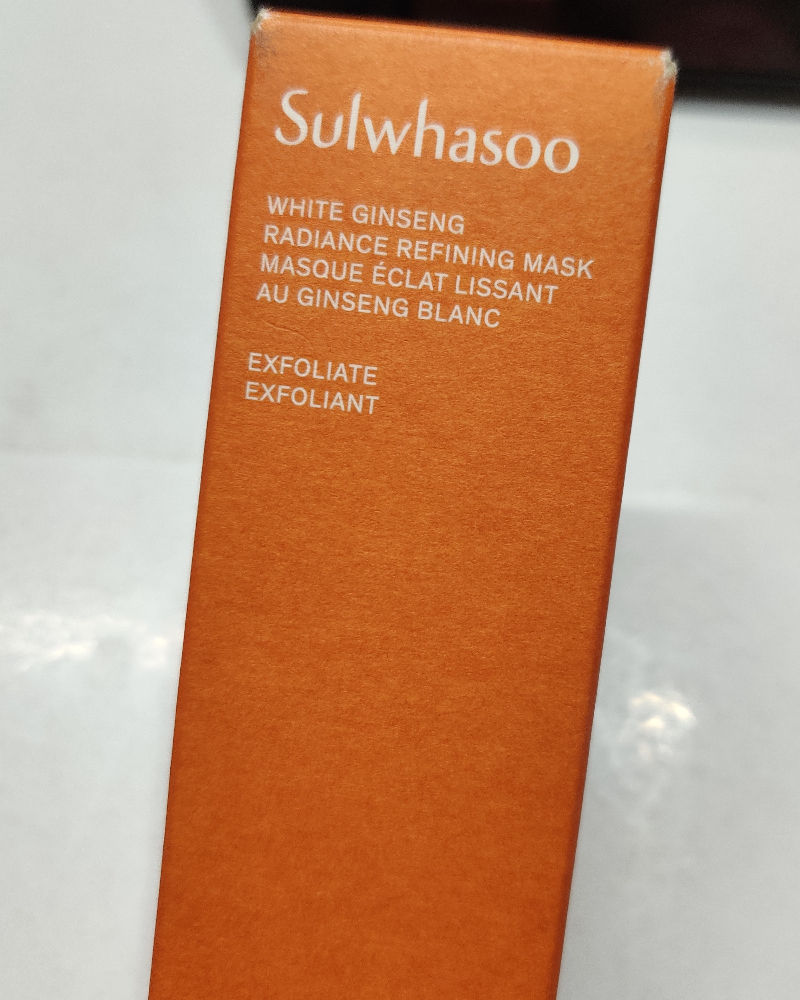 Sulwhasoo
WHITE GINSENG
RADIANCE REFINING MASK
MASQUE ÉCLAT LISSANT
AU GINSENG BLANC
EXFOLIATE
EXFOLIANT